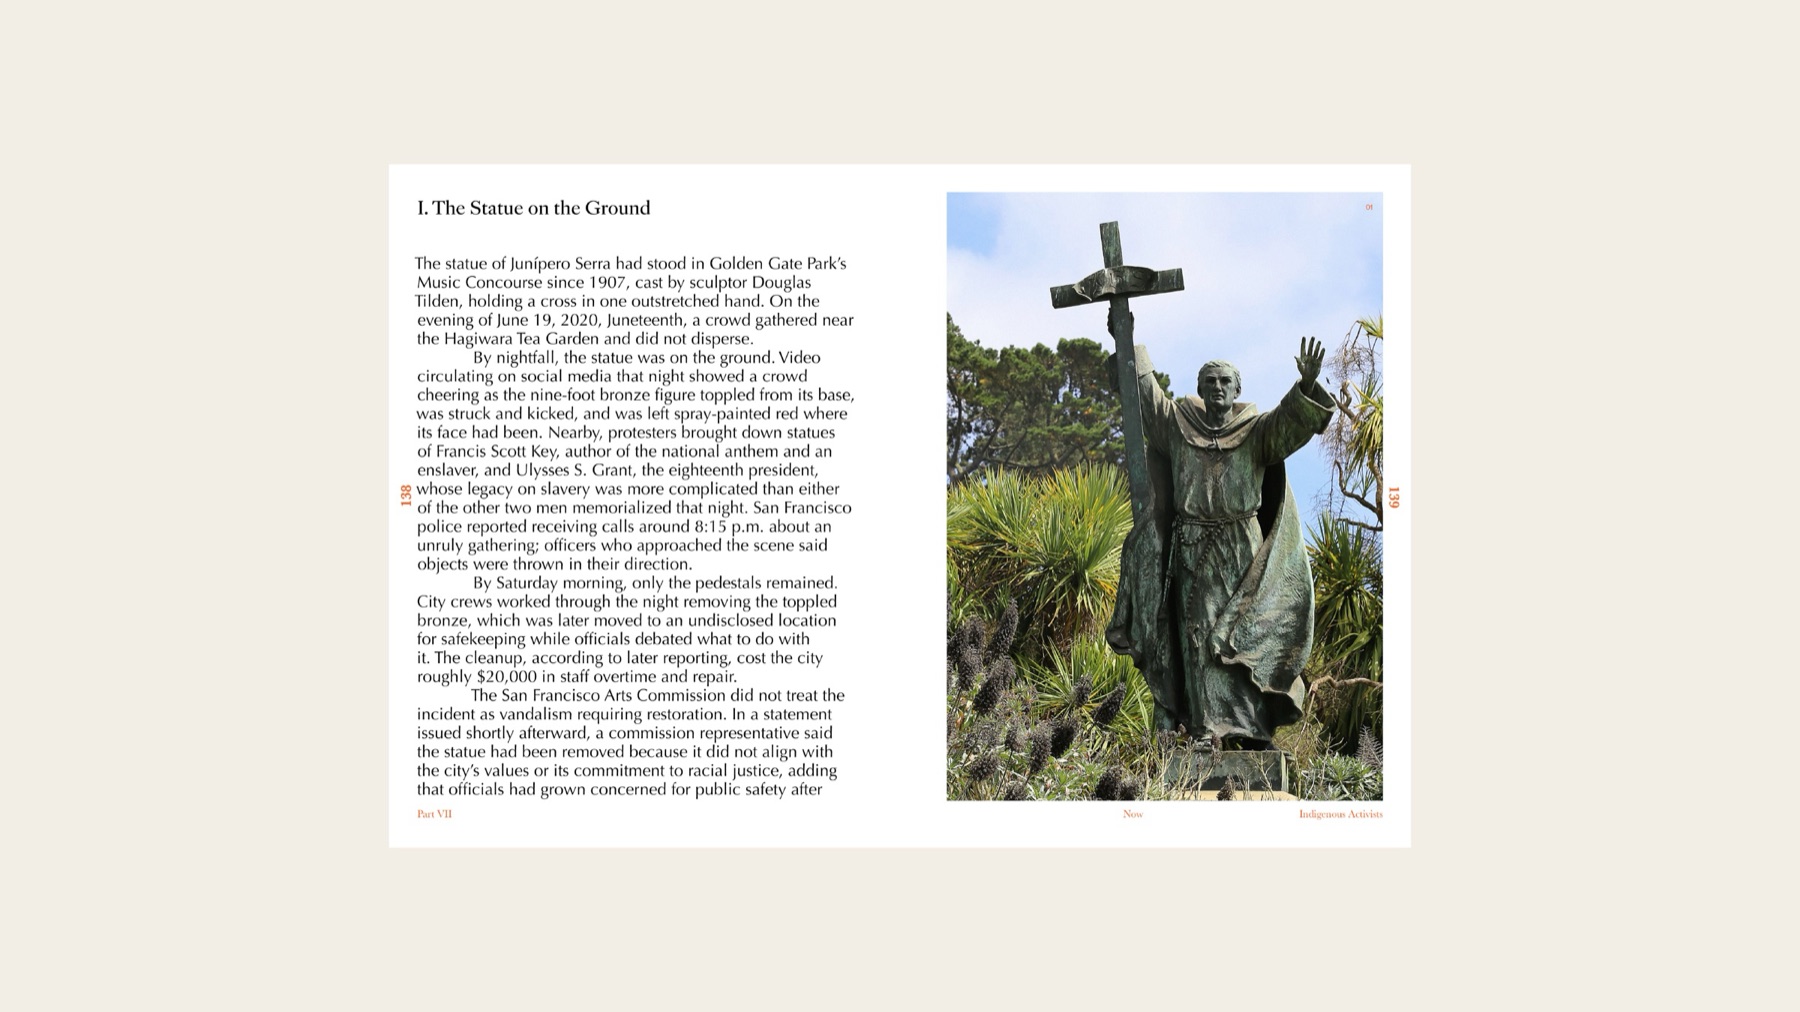 I. The Statue on the Ground
The statue of Junípero Serra had stood in Golden Gate Park’s
Music Concourse since 1907, cast by sculptor Douglas
Tilden, holding a cross in one outstretched hand. On the
evening of June 19, 2020, Juneteenth, a crowd gathered near
the Hagiwara Tea Garden and did not disperse.
By nightfall, the statue was on the ground. Video
circulating on social media that night showed a crowd
cheering as the nine-foot bronze figure toppled from its base,
was struck and kicked, and was left spray-painted red where
its face had been. Nearby, protesters brought down statues
of Francis Scott Key, author of the national anthem and an
enslaver, and Ulysses S. Grant, the eighteenth president,
whose legacy on slavery was more complicated than either
of the other two men memorialized that night. San Francisco
police reported receiving calls around 8:15 p.m. about an
unruly gathering; officers who approached the scene said
objects were thrown in their direction.
By Saturday morning, only the pedestals remained.
City crews worked through the night removing the toppled
bronze, which was later moved to an undisclosed location
for safekeeping while officials debated what to do with
it. The cleanup, according to later reporting, cost the city
roughly $20,000 in staff overtime and repair.
The San Francisco Arts Commission did not treat the
incident as vandalism requiring restoration. In a statement
issued shortly afterward, a commission representative said
the statue had been removed because it did not align with
the city’s values or its commitment to racial justice, adding
that officials had grown concerned for public safety after
138
Part VII
01
139
Now
Indigenous Activists